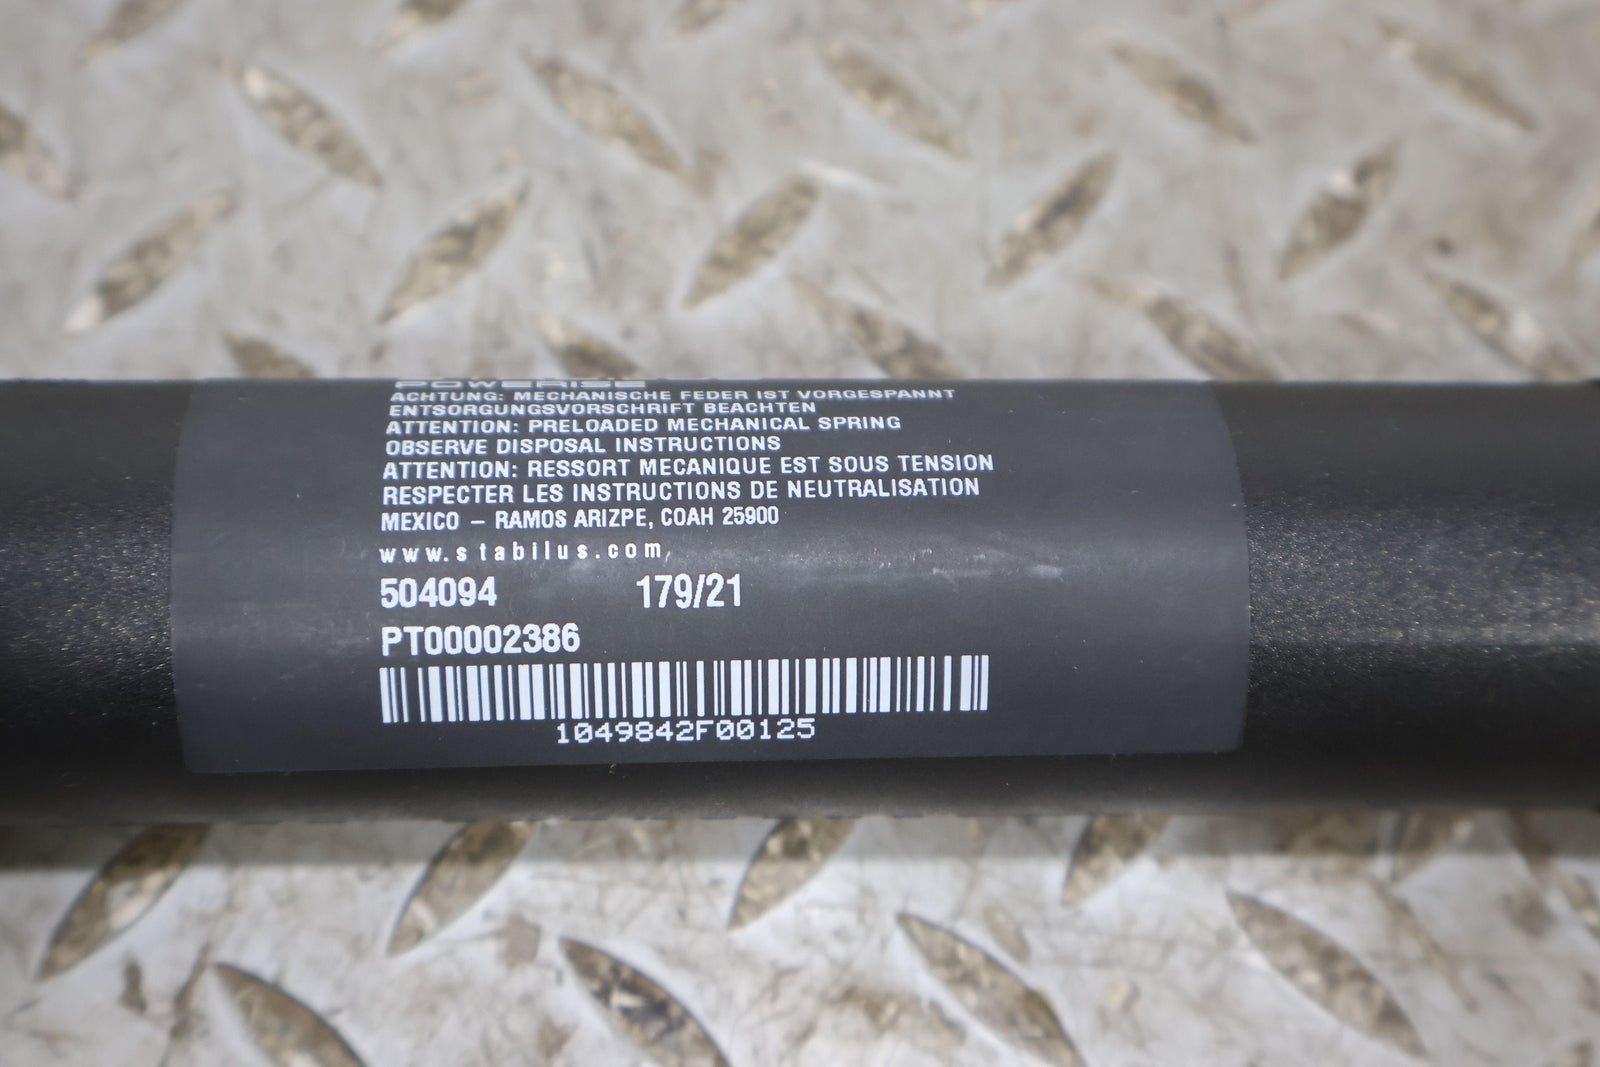 POWERISE
ACHTUNG: MECHANISCHE FEDER IST VORGESPANNT
ENTSORGUNGSVORSCHRIFT BEACHTEN
ATTENTION: PRELOADED MECHANICAL SPRING
OBSERVE DISPOSAL INSTRUCTIONS
ATTENTION: RESSORT MECANIQUE EST SOUS TENSION
RESPECTER LES INSTRUCTIONS DE NEUTRALISATION
MEXICO – RAMOS ARIZPE, COAH 25900
www.stabilus.com
504094 179/21
PT00002386
1049842F00125